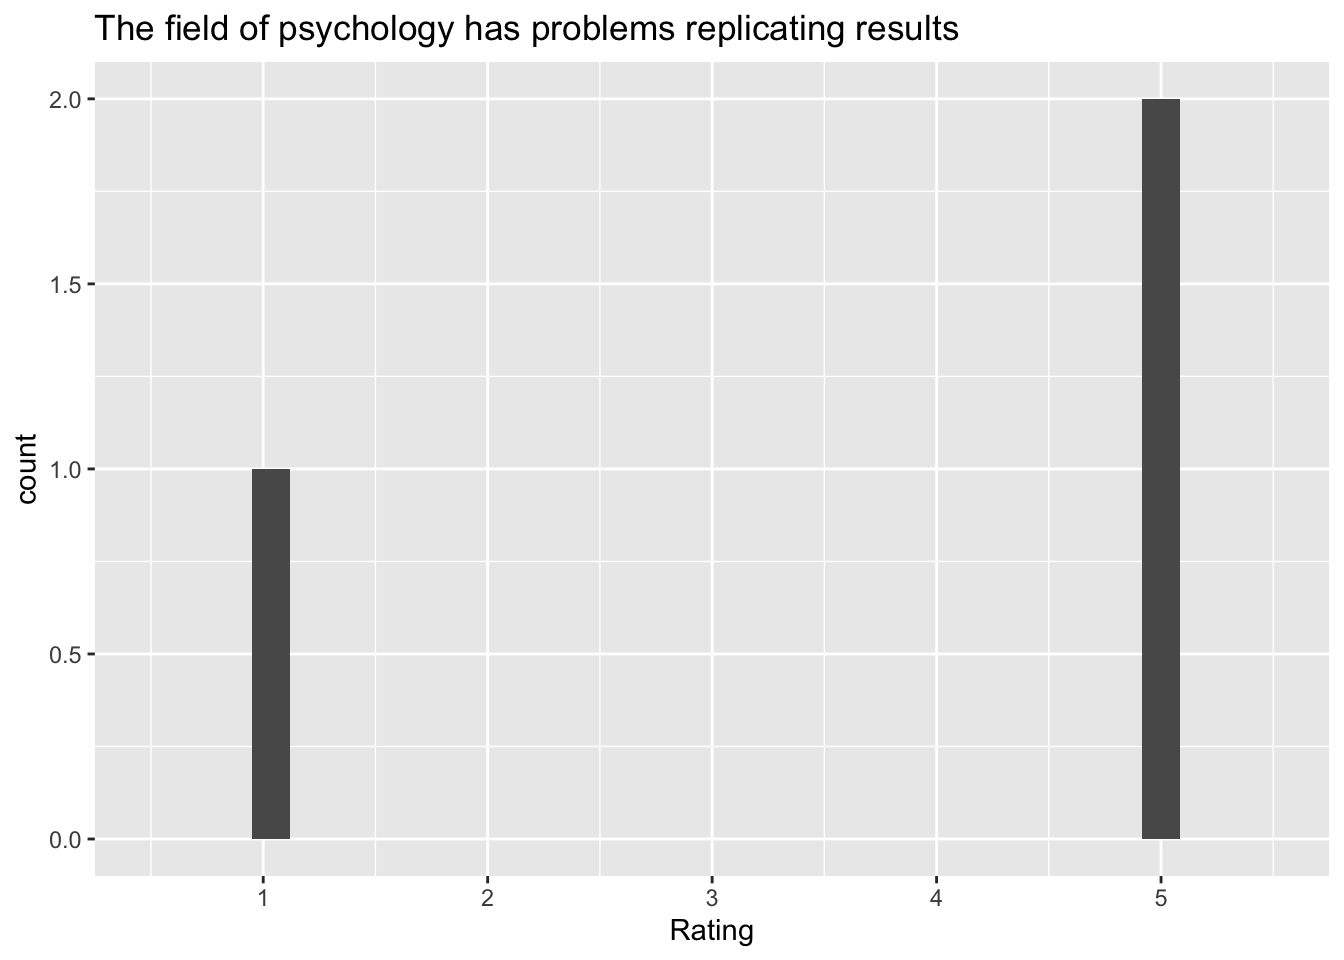 The field of psychology has problems replicating results
2.0
1.5
1.0
0.5
0.0
count
1 2 3 4 5
Rating